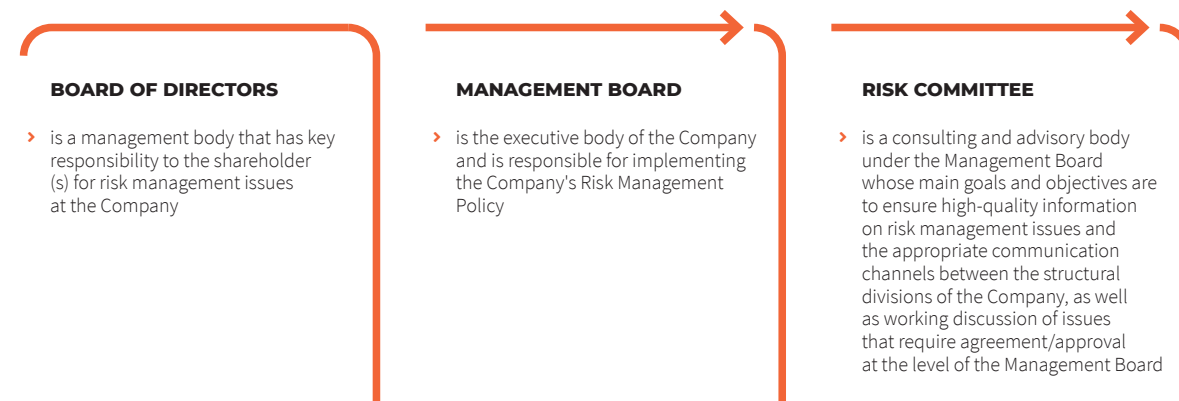 BOARD OF DIRECTORS
is a management body that has key
responsibility to the shareholder
(s) for risk management issues
at the Company
MANAGEMENT BOARD
is the executive body of the Company
and is responsible for implementing
the Company's Risk Management
Policy
RISK COMMITTEE
is a consulting and advisory body
under the Management Board
whose main goals and objectives are
to ensure high-quality information
on risk management issues and
the appropriate communication
channels between the structural
divisions of the Company, as well
as working discussion of issues
that require agreement/approval
at the level of the Management Board